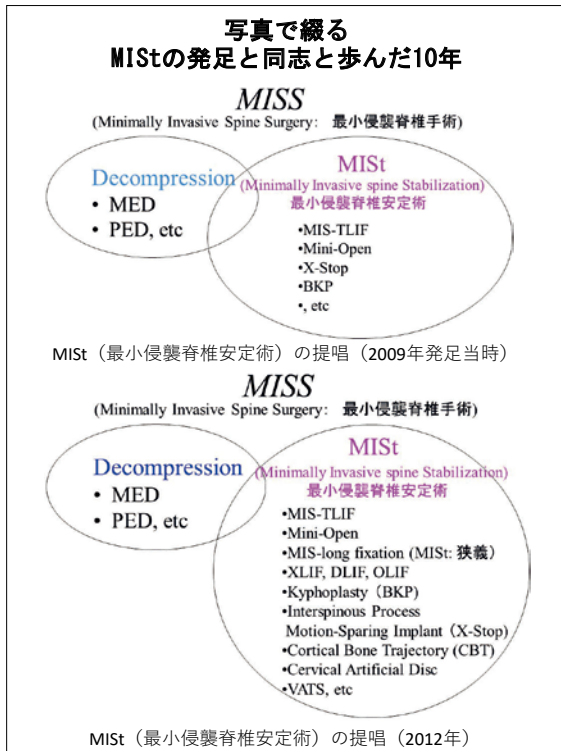 写真で綴る
MIStの発足と同志と歩んだ10年
MISS
(Minimally Invasive Spine Surgery: 最小侵襲脊椎手術)
Decompression
• MED
• PED, etc
MISt
(Minimally Invasive spine Stabilization)
最小侵襲脊椎安定術
•MIS-TLIF
•Mini-Open
•X-Stop
•BKP
•, etc
MISt（最小侵襲脊椎安定術）の提唱（2009年発足当時）
MISS
(Minimally Invasive Spine Surgery: 最小侵襲脊椎手術)
Decompression
• MED
• PED, etc
MISt
(Minimally Invasive spine Stabilization)
最小侵襲脊椎安定術
•MIS-TLIF
•Mini-Open
•MIS-long fixation (MISt: 狭義）
•XLIF, DLIF, OLIF
•Kyphoplasty（BKP)
•Interspinous Process
Motion-Sparing Implant (X-Stop)
•Cortical Bone Trajectory (CBT)
•Cervical Artificial Disc
•VATS, etc
MISt（最小侵襲脊椎安定術）の提唱（2012年）